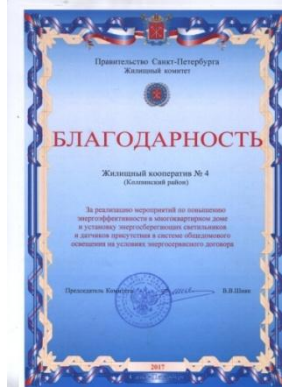 Правительство Санкт-Петербурга
Жилищный комитет
БЛАГОДАРНОСТЬ
Жилищный кооператив № 4
(Колпинский район)
За реализацию мероприятий по повышению
энергоэффективности в многоквартирном доме
и установку энергосберегающих светильников
и датчиков присутствия в системе общедомового
освещения на условиях энергосервисного договора
Председатель Комитета В.В.Шиян
2017